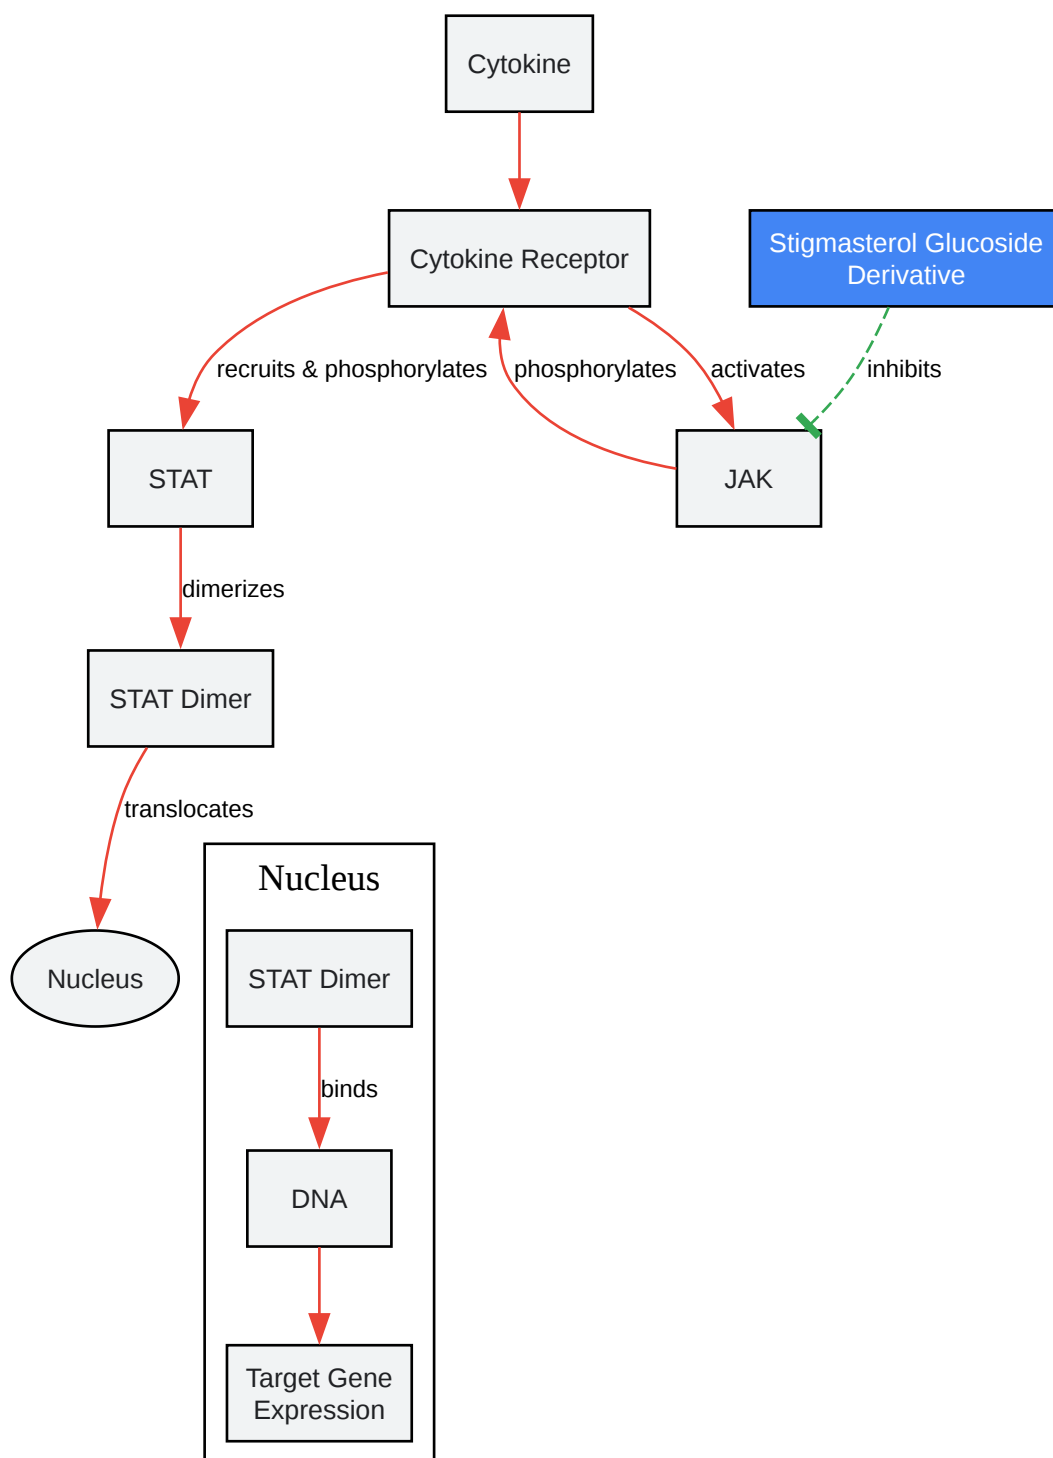 Cytokine
Cytokine Receptor
Stigmasterol Glucoside
Derivative
recruits & phosphorylates
phosphorylates
activates
inhibits
STAT
JAK
dimerizes
STAT Dimer
translocates
Nucleus
Nucleus
STAT Dimer
binds
DNA
Target Gene
Expression